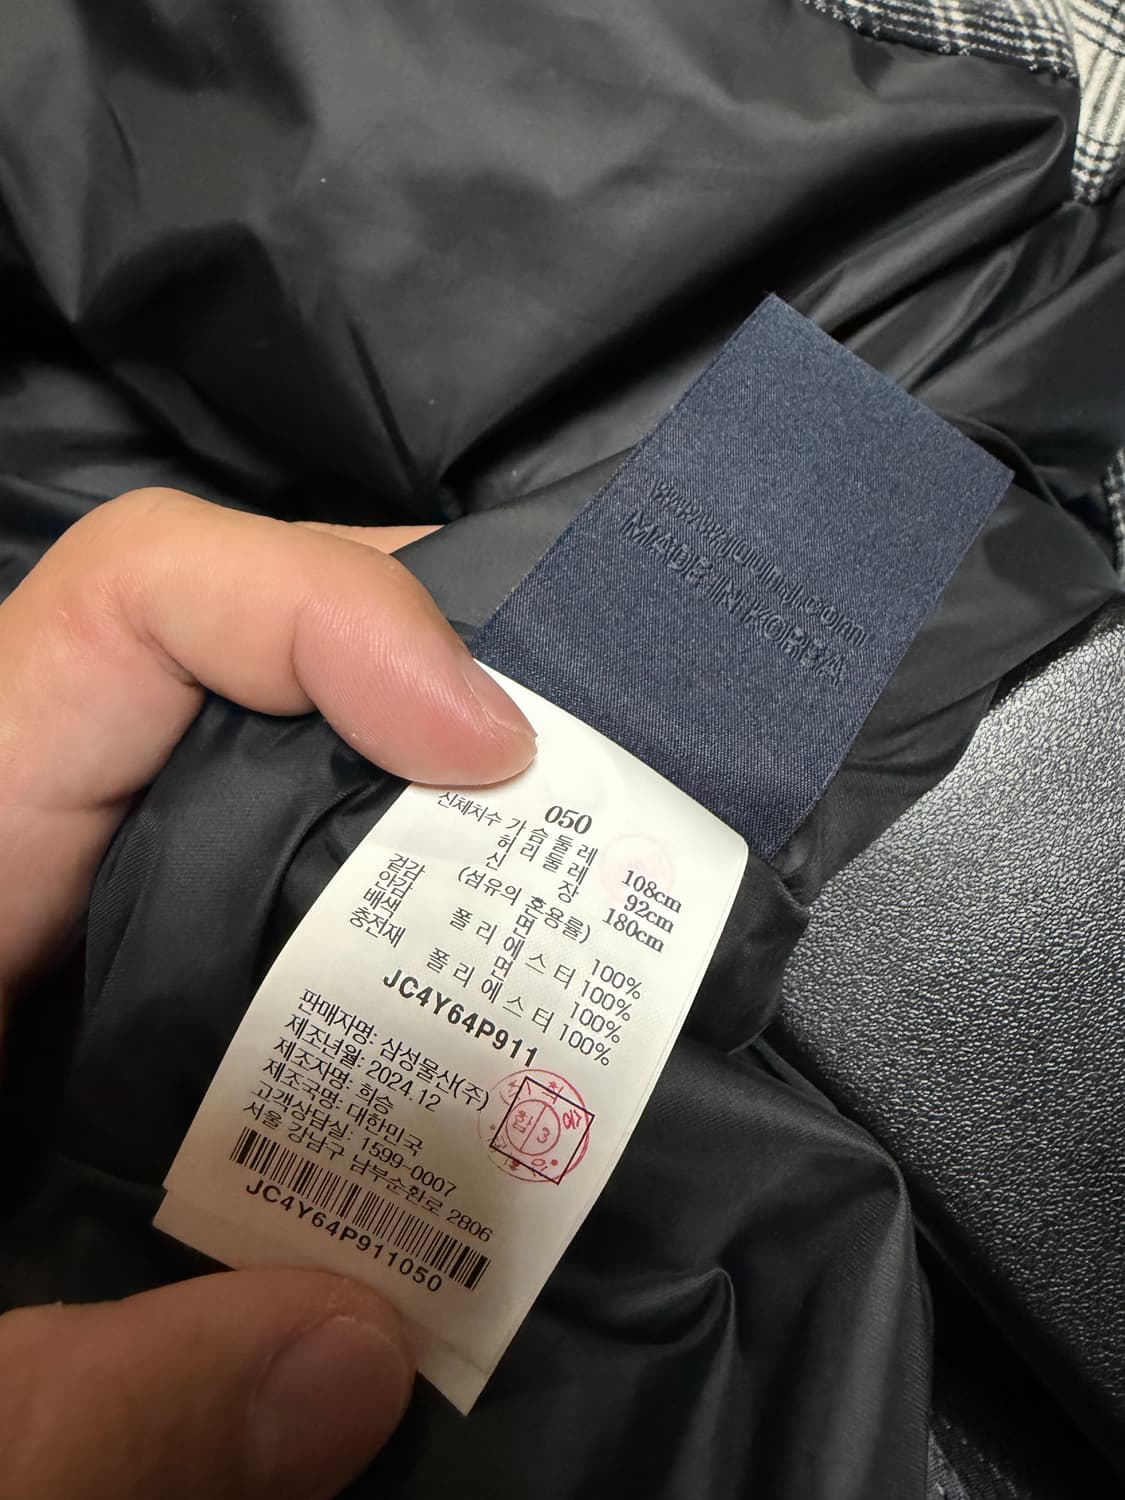 MADE IN KOREA
050
신체치수 가슴둘레 108cm
허리둘레 92cm
신장 180cm
(섬유의 혼용률)
겉감 면 100%
안감 폴리에스터 100%
배색 면 100%
충전재 폴리에스터 100%
JC4Y64P911
판매자명: 삼성물산(주)
제조년월: 2024.12
제조자명: 희승
제조국명: 대한민국
고객상담실: 1599-0007
서울 강남구 남부순환로 2806
JC4Y64P911050